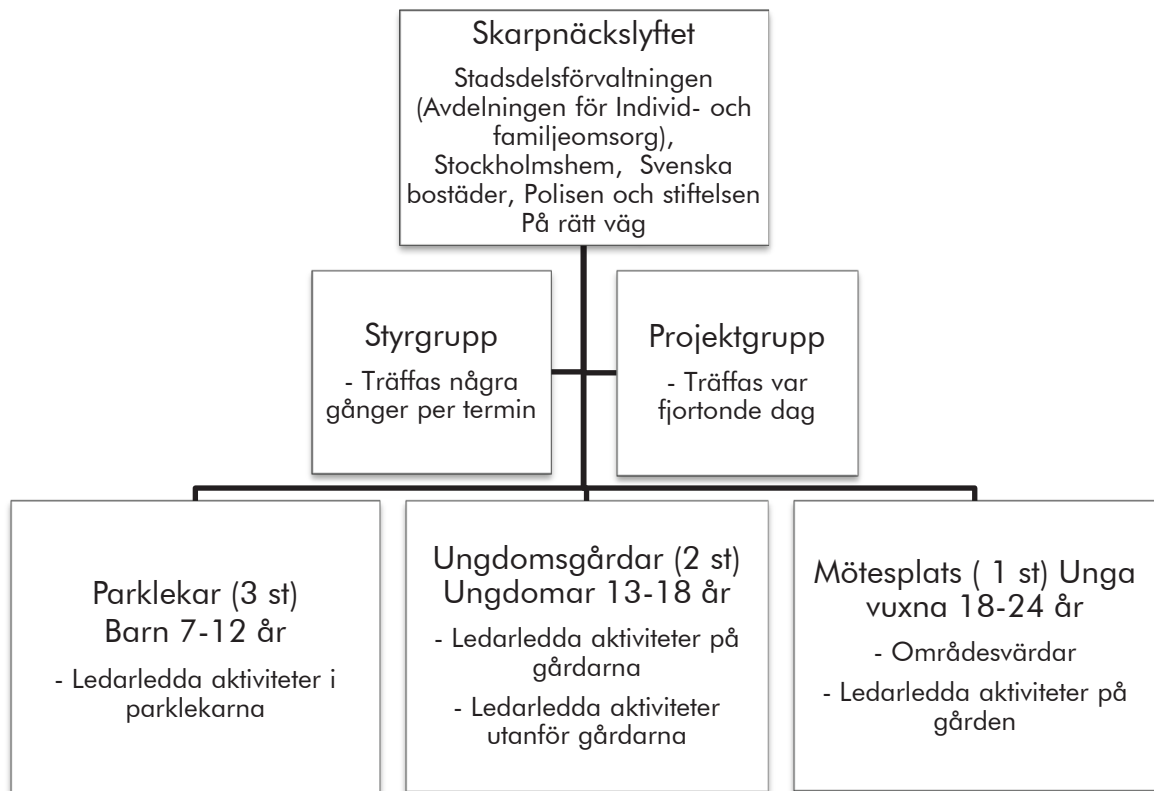 Skarpnäckslyftet
Stadsdelsförvaltningen
(Avdelningen för Individ- och
familjeomsorg),
Stockholmshem, Svenska
bostäder, Polisen och stiftelsen
På rätt väg
Styrgrupp
- Träffas några
gånger per termin
Projektgrupp
- Träffas var
fjortonde dag
Parklekar (3 st)
Barn 7-12 år
- Ledarledda aktiviteter i
parklekarna
Ungdomsgårdar (2 st)
Ungdomar 13-18 år
- Ledarledda aktiviteter på
gårdarna
- Ledarledda aktiviteter
utanför gårdarna
Mötesplats ( 1 st) Unga
vuxna 18-24 år
- Områdesvärdar
- Ledarledda aktiviteter på
gården